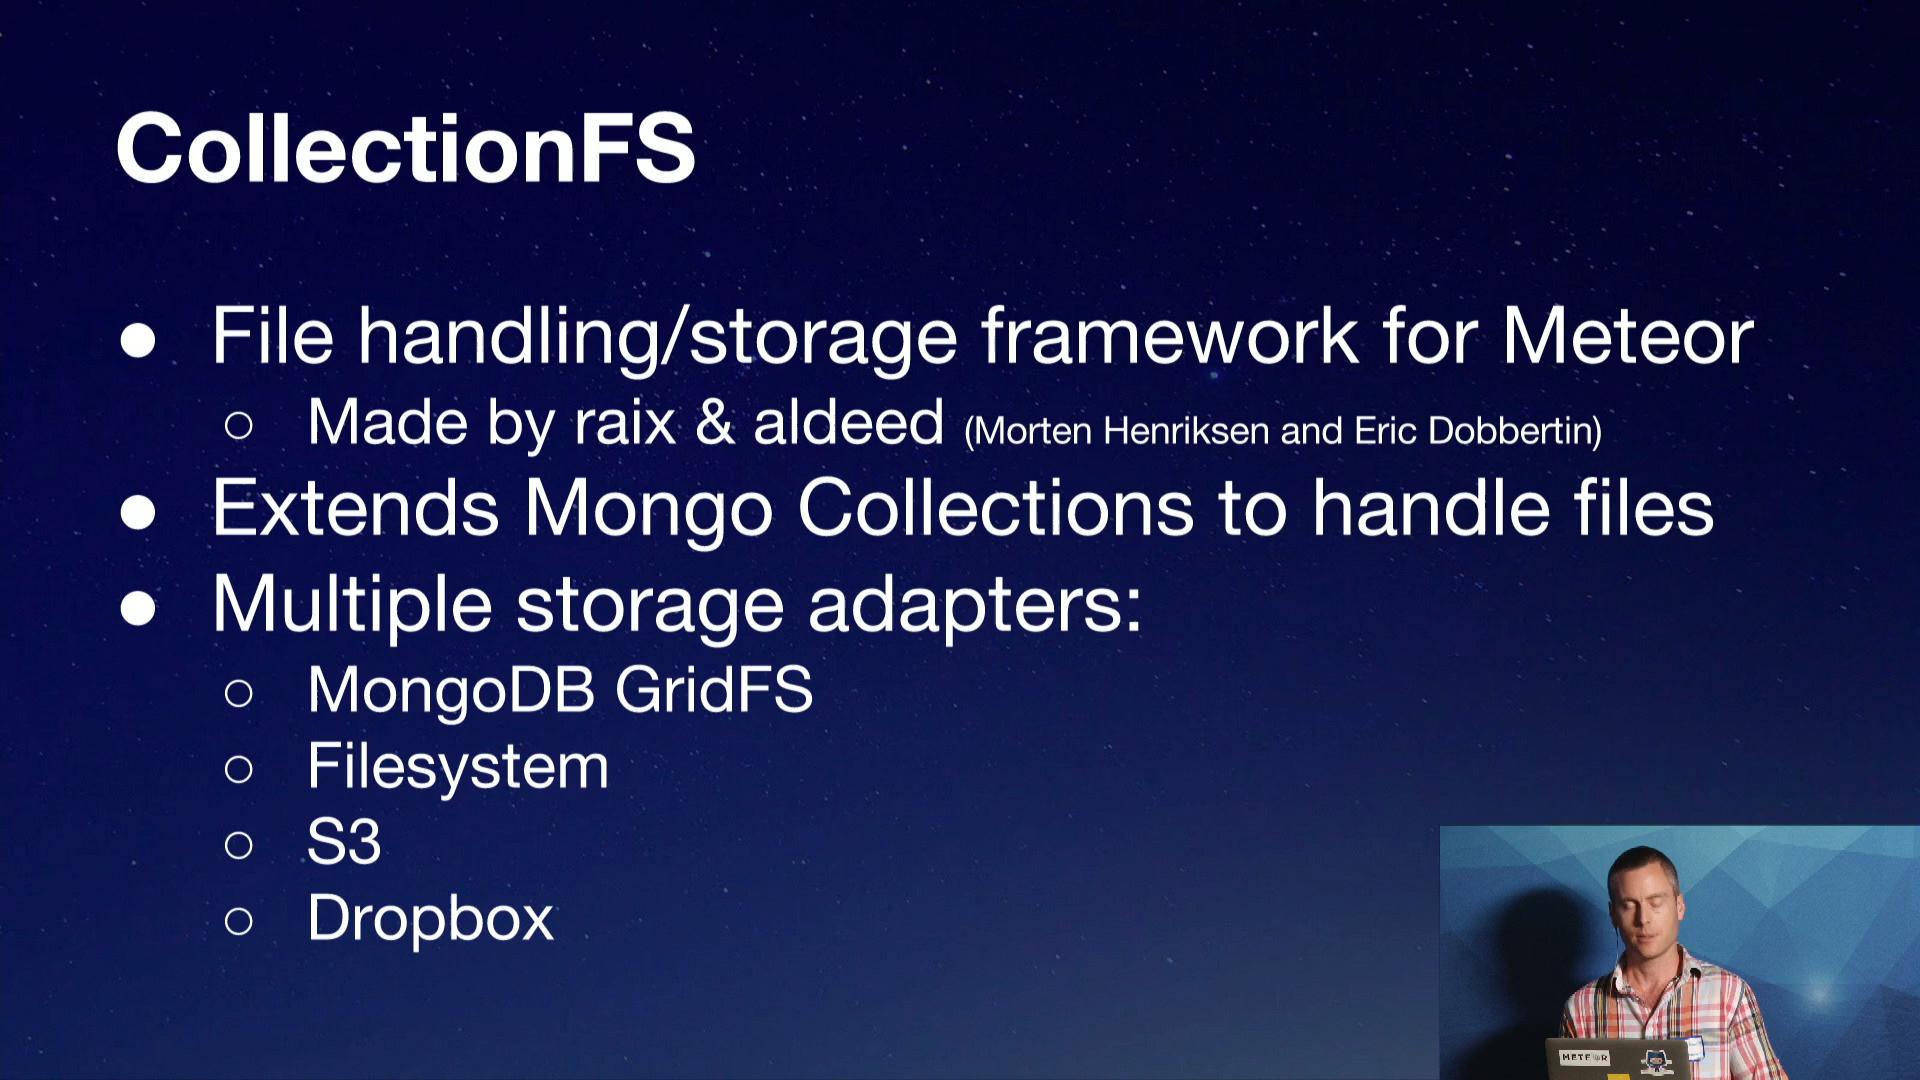 CollectionFS
● File handling/storage framework for Meteor
○ Made by raix & aldeed (Morten Henriksen and Eric Dobbertin)
● Extends Mongo Collections to handle files
● Multiple storage adapters:
○ MongoDB GridFS
○ Filesystem
○ S3
○ Dropbox
METEOR